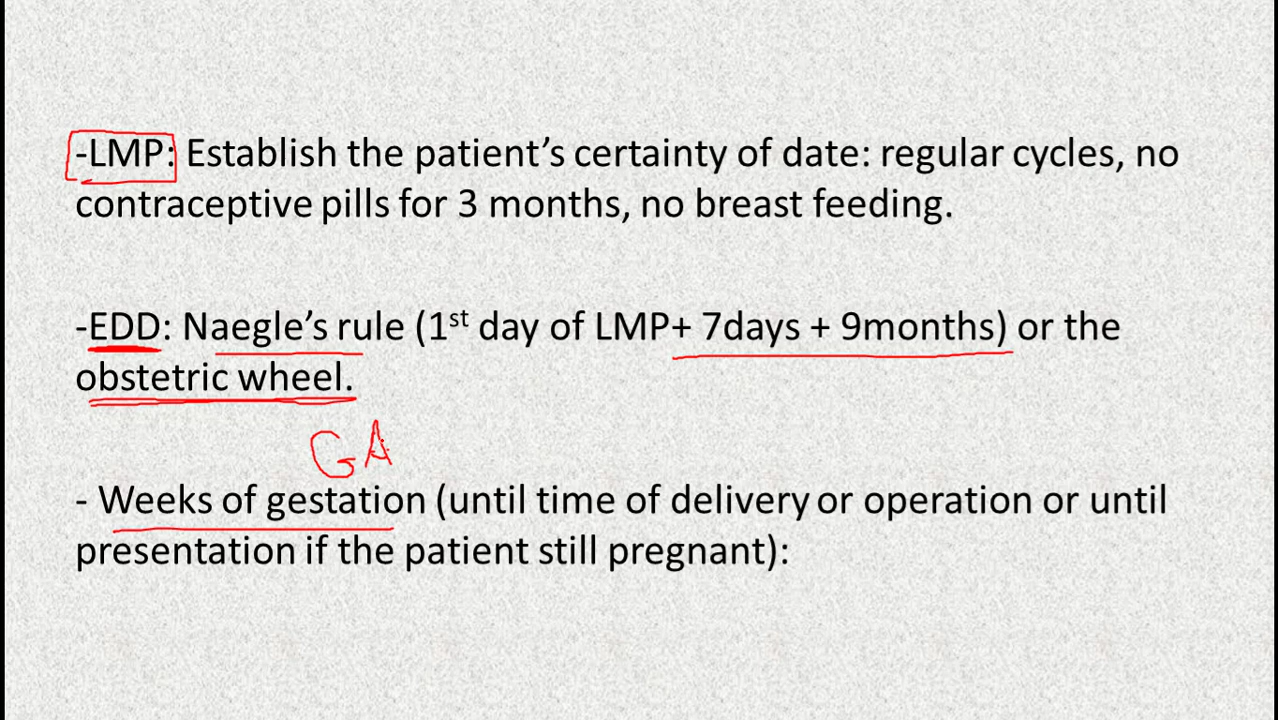 -LMP: Establish the patient’s certainty of date: regular cycles, no
contraceptive pills for 3 months, no breast feeding.
-EDD: Naegle’s rule (1st day of LMP+ 7days + 9months) or the
obstetric wheel.
GA
- Weeks of gestation (until time of delivery or operation or until
presentation if the patient still pregnant):